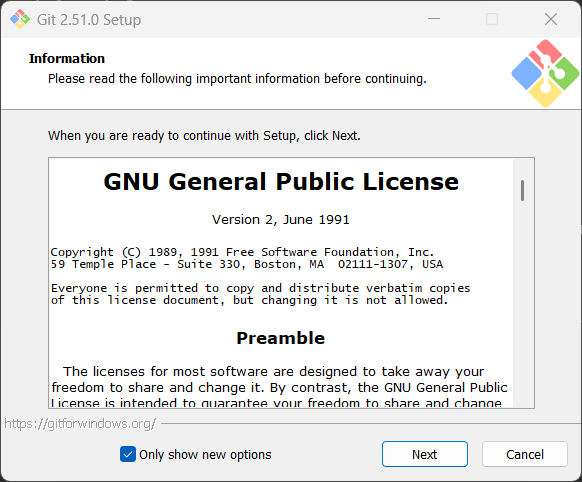 Git 2.51.0 Setup
Information
Please read the following important information before continuing.
When you are ready to continue with Setup, click Next.
GNU General Public License
Version 2, June 1991
Copyright (C) 1989, 1991 Free Software Foundation, Inc.
59 Temple Place - Suite 330, Boston, MA  02111-1307, USA
Everyone is permitted to copy and distribute verbatim copies
of this license document, but changing it is not allowed.
Preamble
The licenses for most software are designed to take away your
freedom to share and change it. By contrast, the GNU General Public
License is intended to guarantee your freedom to share and change
https://gitforwindows.org/
Only show new options
Next
Cancel